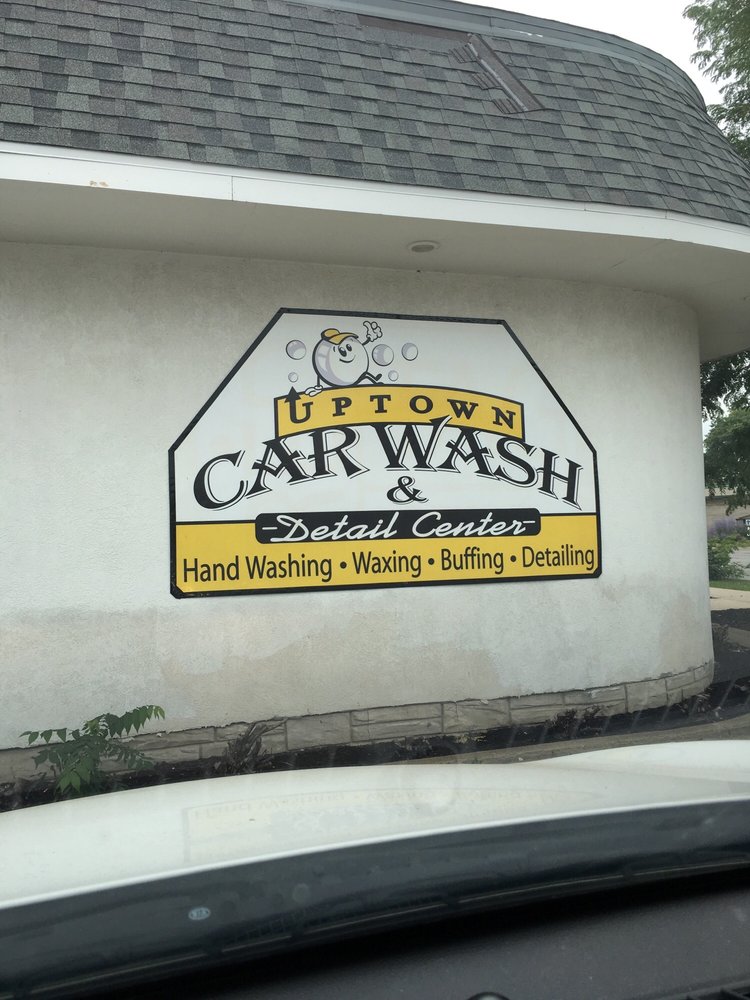 UPTOWN
CAR WASH
&
-Detail Center-
Hand Washing • Waxing • Buffing • Detailing